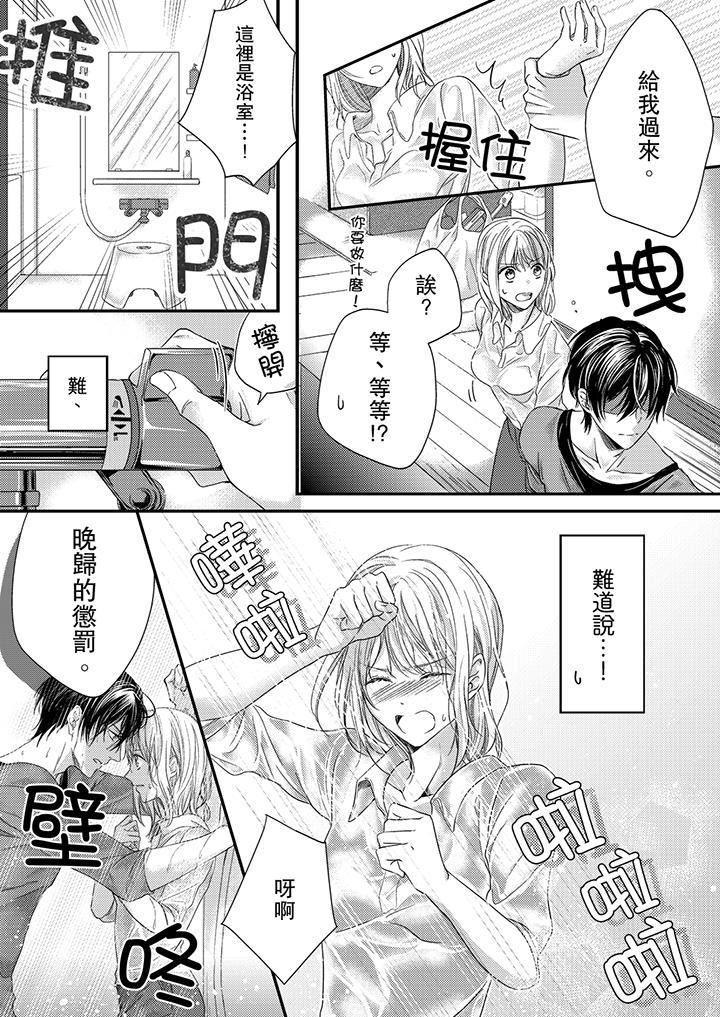 給我過來。
握住
拽
誒?
等、等等!?
你要做什麼!
這裡是浴室⋯!
推
門
擰開
難、
難道說⋯!
嘩啦
啦啦啦
呀啊
晚歸的懲罰。
壁
咚